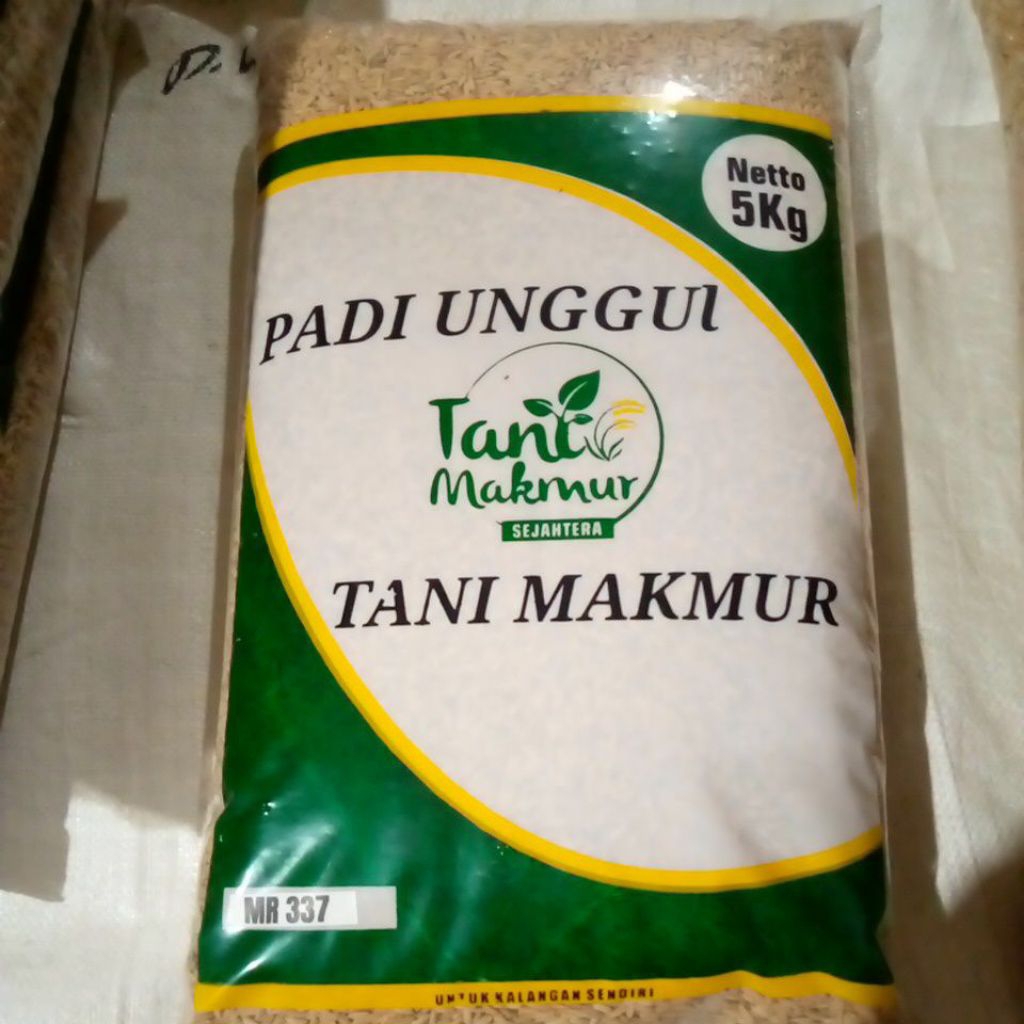 Netto
5Kg
PADI UNGGUl
Tani
Makmur
SEJAHTERA
TANI MAKMUR
MR 337
UNTUK KALANGAN SENDIRI